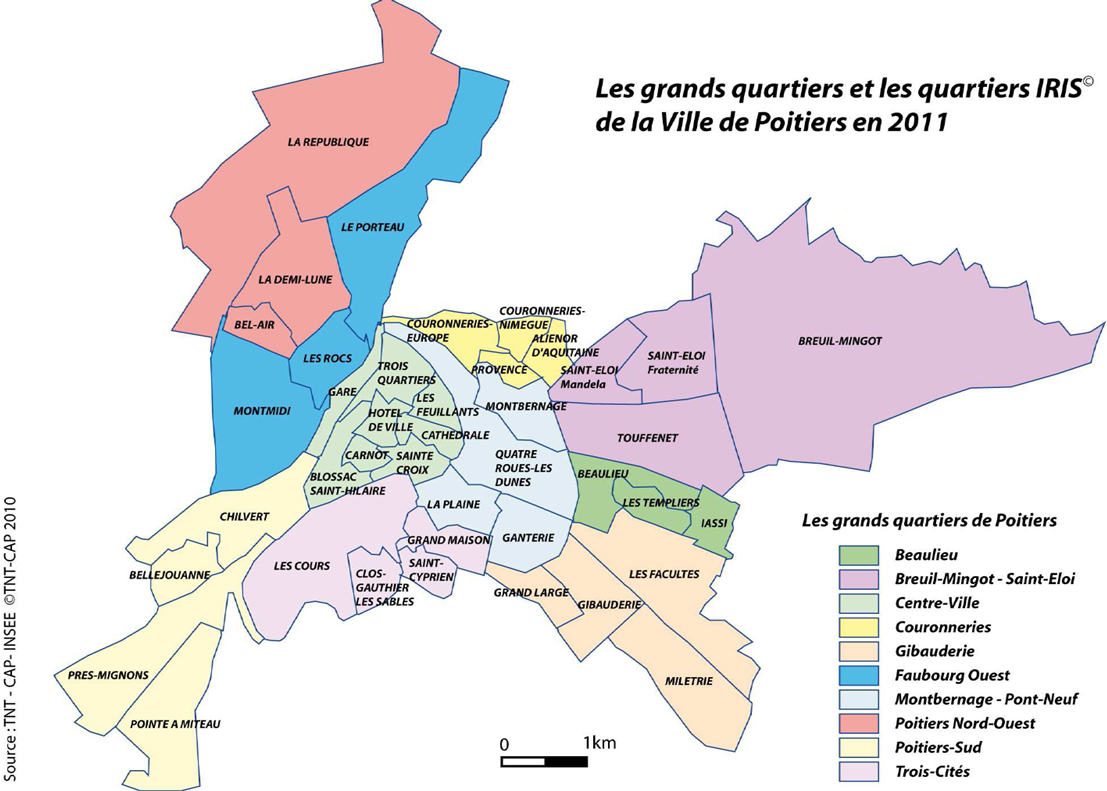 Les grands quartiers et les quartiers IRIS©
de la Ville de Poitiers en 2011
LA REPUBLIQUE
LE PORTEAU
LA DEMI-LUNE
BEL-AIR
LES ROCS
MONTMIDI
COURONNERIES-
EUROPE
COURONNERIES-
NIMEGUE
ALIENOR
D'AQUITAINE
PROVENCE
SAINT-ELOI
Mandela
SAINT-ELOI
Fraternité
BREUIL-MINGOT
TOUFFENET
TROIS
QUARTIERS
GARE
LES
FEUILLANTS
HOTEL
DE VILLE
CATHEDRALE
CARNOT
SAINTE
CROIX
BLOSSAC
SAINT-HILAIRE
MONTBERNAGE
QUATRE
ROUES-LES
DUNES
LA PLAINE
GANTERIE
BEAULIEU
LES TEMPLIERS
IASSI
CHILVERT
BELLEJOUANNE
LES COURS
GRAND MAISON
CLOS-
GAUTHIER
LES SABLES
SAINT-
CYPRIEN
GRAND LARGE
GIBAUDERIE
LES FACULTES
MILETRIE
PRES-MIGNONS
POINTE A MITEAU
0 1km
Les grands quartiers de Poitiers
Beaulieu
Breuil-Mingot - Saint-Eloi
Centre-Ville
Couronneries
Gibauderie
Faubourg Ouest
Montbernage - Pont-Neuf
Poitiers Nord-Ouest
Poitiers-Sud
Trois-Cités
Source : TNT - CAP- INSEE ©TNT-CAP 2010